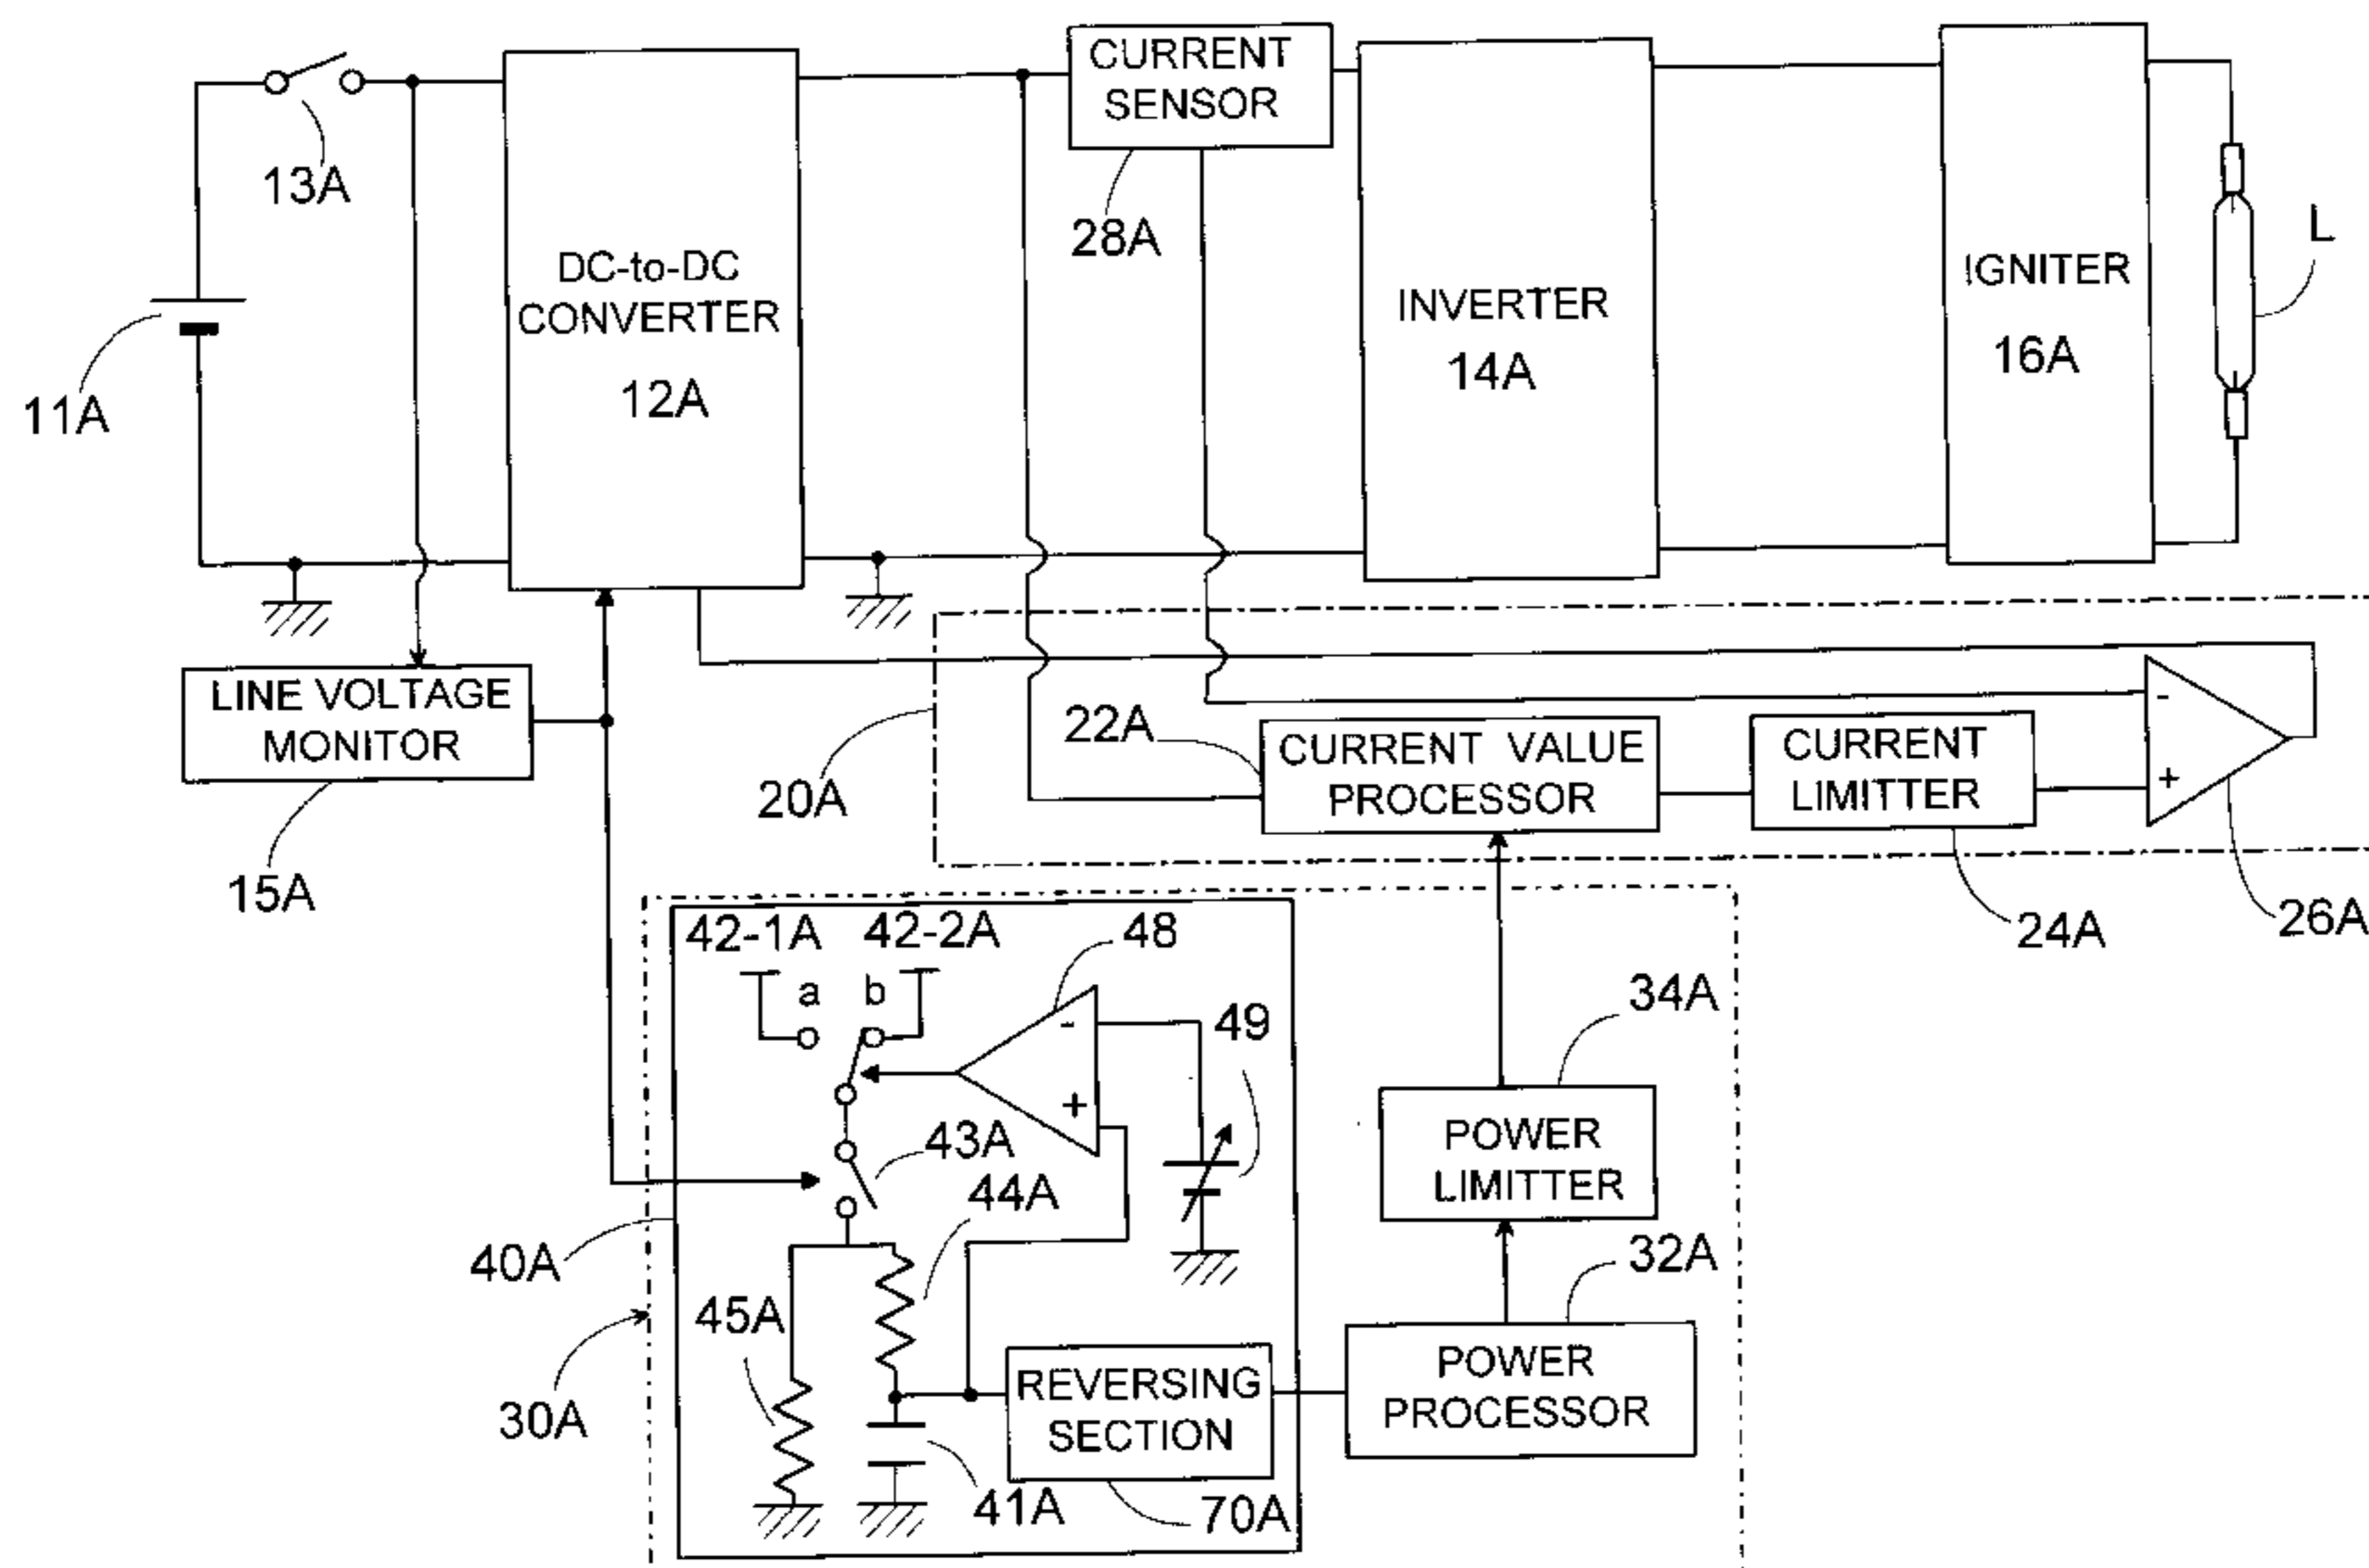 CURRENT
SENSOR
13A
28A
DC-to-DC
CONVERTER
12A
INVERTER
14A
IGNITER
16A
L
11A
LINE VOLTAGE
MONITOR
15A
20A
22A
CURRENT VALUE
PROCESSOR
CURRENT
LIMITTER
-
+
24A
26A
42-1A
42-2A
48
a
b
-
+
49
43A
44A
34A
POWER
LIMITTER
40A
45A
32A
30A
REVERSING
SECTION
POWER
PROCESSOR
41A
70A